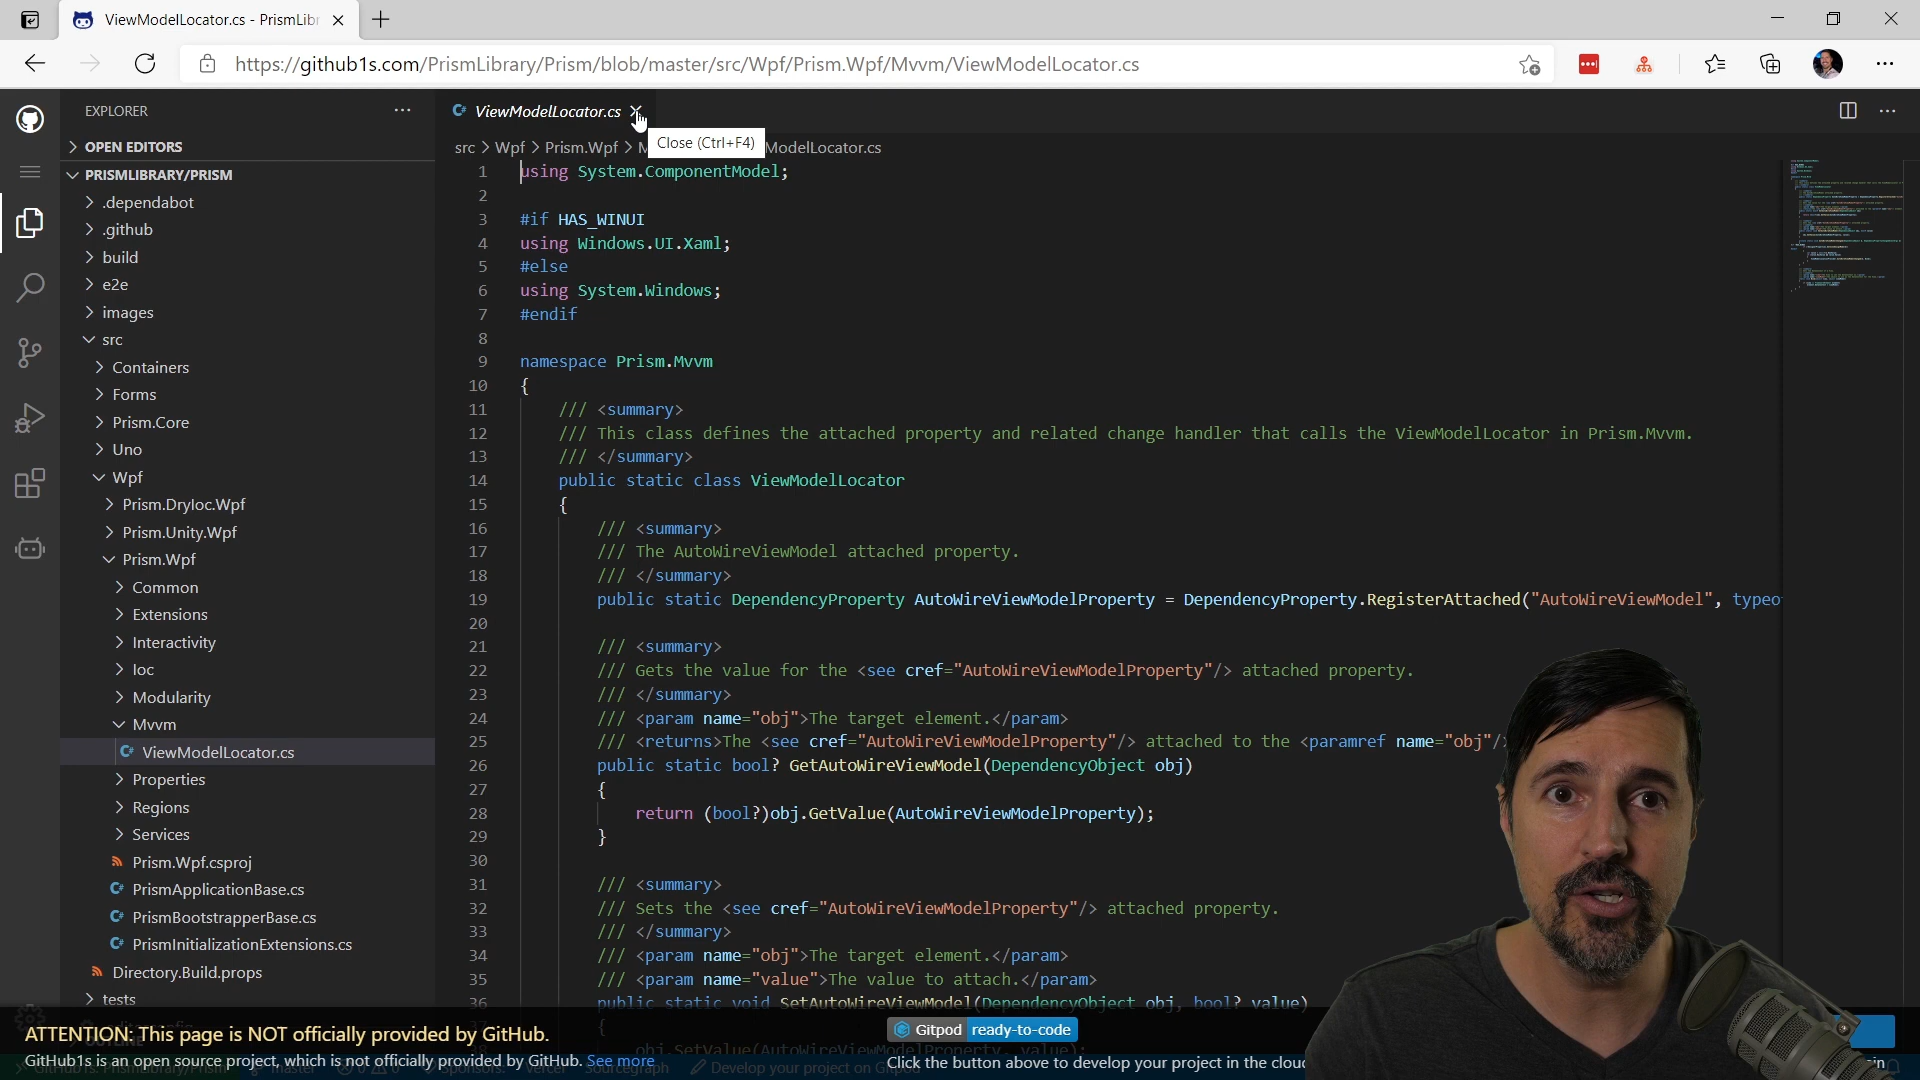 ViewModelLocator.cs - PrismLibr
https://github1s.com/PrismLibrary/Prism/blob/master/src/Wpf/Prism.Wpf/Mvvm/ViewModelLocator.cs
EXPLORER
OPEN EDITORS
PRISMLIBRARY/PRISM
.dependabot
.github
build
e2e
images
src
Containers
Forms
Prism.Core
Uno
Wpf
Prism.DryIoc.Wpf
Prism.Unity.Wpf
Prism.Wpf
Common
Extensions
Interactivity
Ioc
Modularity
Mvvm
ViewModelLocator.cs
Properties
Regions
Services
Prism.Wpf.csproj
PrismApplicationBase.cs
PrismBootstrapperBase.cs
PrismInitializationExtensions.cs
Directory.Build.props
tests
ViewModelLocator.cs
Close (Ctrl+F4)
src > Wpf > Prism.Wpf > M ModelLocator.cs
1 using System.ComponentModel;
2
3 #if HAS_WINUI
4 using Windows.UI.Xaml;
5 #else
6 using System.Windows;
7 #endif
8
9 namespace Prism.Mvvm
10 {
11 /// <summary>
12 /// This class defines the attached property and related change handler that calls the ViewModelLocator in Prism.Mvvm.
13 /// </summary>
14 public static class ViewModelLocator
15 {
16 /// <summary>
17 /// The AutoWireViewModel attached property.
18 /// </summary>
19 public static DependencyProperty AutoWireViewModelProperty = DependencyProperty.RegisterAttached("AutoWireViewModel", typeo
20
21 /// <summary>
22 /// Gets the value for the <see cref="AutoWireViewModelProperty"/> attached property.
23 /// </summary>
24 /// <param name="obj">The target element.</param>
25 /// <returns>The <see cref="AutoWireViewModelProperty"/> attached to the <paramref name="obj"/>
26 public static bool? GetAutoWireViewModel(DependencyObject obj)
27 {
28 return (bool?)obj.GetValue(AutoWireViewModelProperty);
29 }
30
31 /// <summary>
32 /// Sets the <see cref="AutoWireViewModelProperty"/> attached property.
33 /// </summary>
34 /// <param name="obj">The target element.</param>
35 /// <param name="value">The value to attach.</param>
36 public static void SetAutoWireViewModel(DependencyObject obj, bool? value)
{
obj.SetValue(AutoWireViewModelProperty, value);
ATTENTION: This page is NOT officially provided by GitHub.
GitHub1s is an open source project, which is not officially provided by GitHub. See more
Gitpod ready-to-code
Click the button above to develop your project in the clou